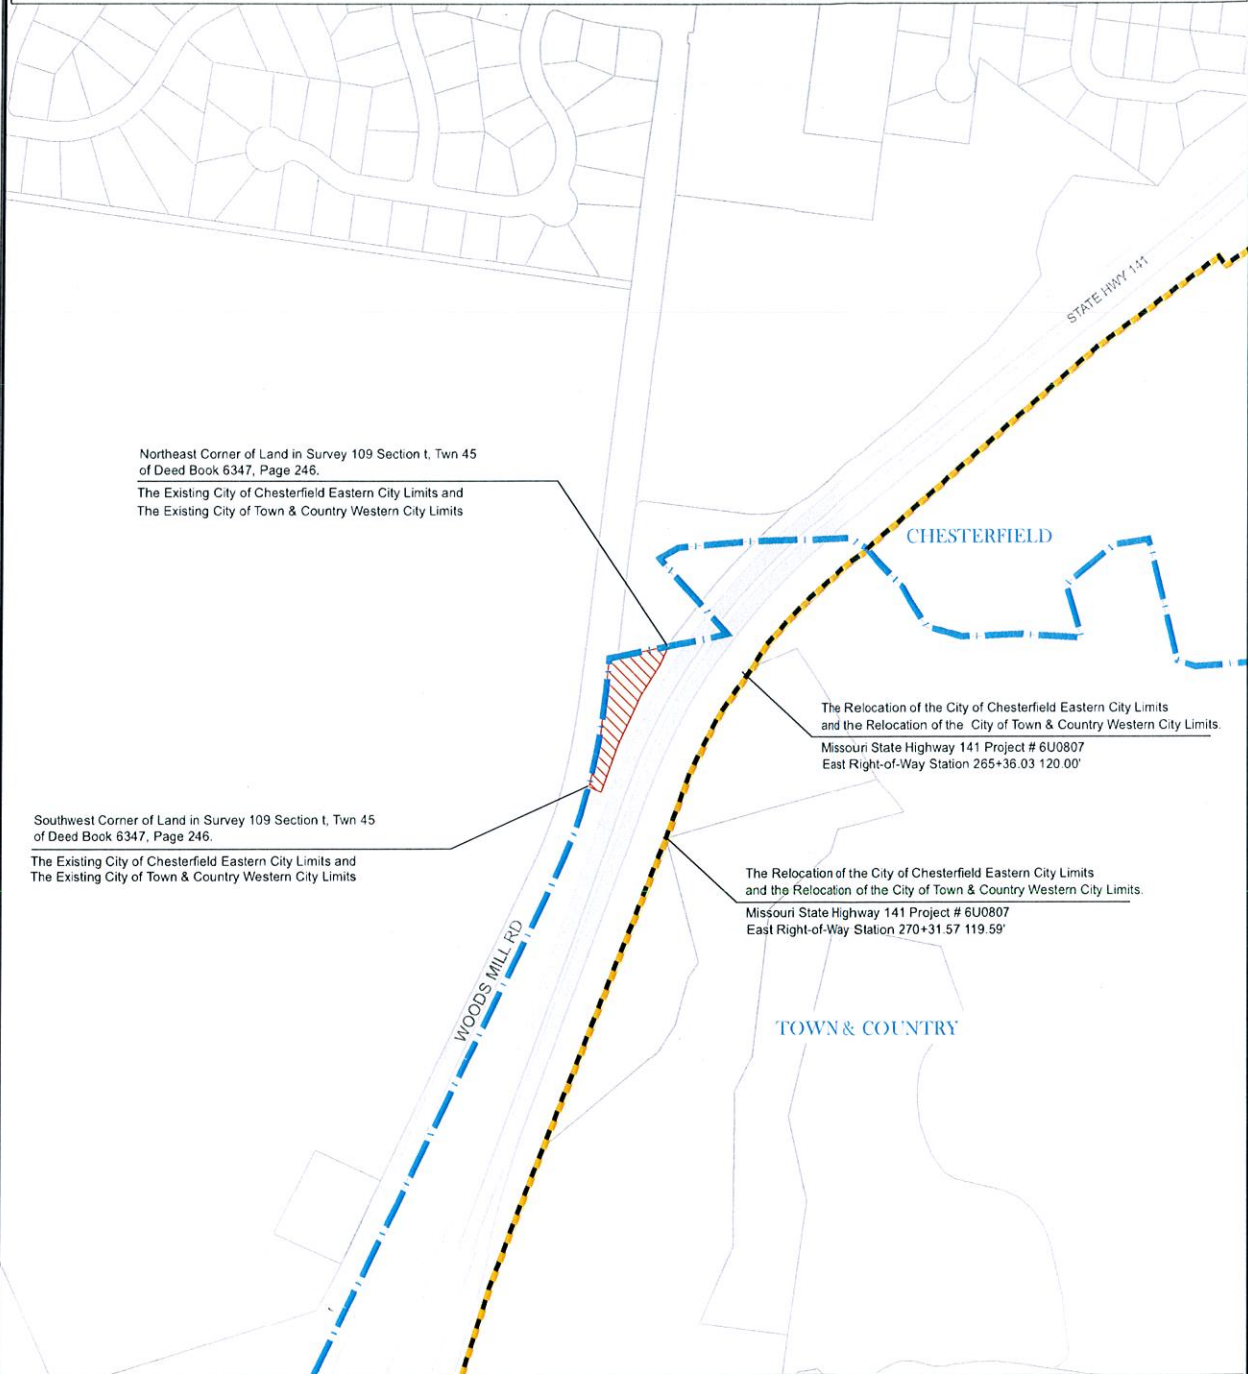 STATE HWY 141
Northeast Corner of Land in Survey 109 Section t, Twn 45
of Deed Book 6347, Page 246.
The Existing City of Chesterfield Eastern City Limits and
The Existing City of Town & Country Western City Limits
CHESTERFIELD
The Relocation of the City of Chesterfield Eastern City Limits
and the Relocation of the City of Town & Country Western City Limits.
Missouri State Highway 141 Project # 6U0807
East Right-of-Way Station 265+36.03 120.00'
Southwest Corner of Land in Survey 109 Section t, Twn 45
of Deed Book 6347, Page 246.
The Existing City of Chesterfield Eastern City Limits and
The Existing City of Town & Country Western City Limits
The Relocation of the City of Chesterfield Eastern City Limits
and the Relocation of the City of Town & Country Western City Limits.
Missouri State Highway 141 Project # 6U0807
East Right-of-Way Station 270+31.57 119.59'
WOODS MILL RD
TOWN & COUNTRY